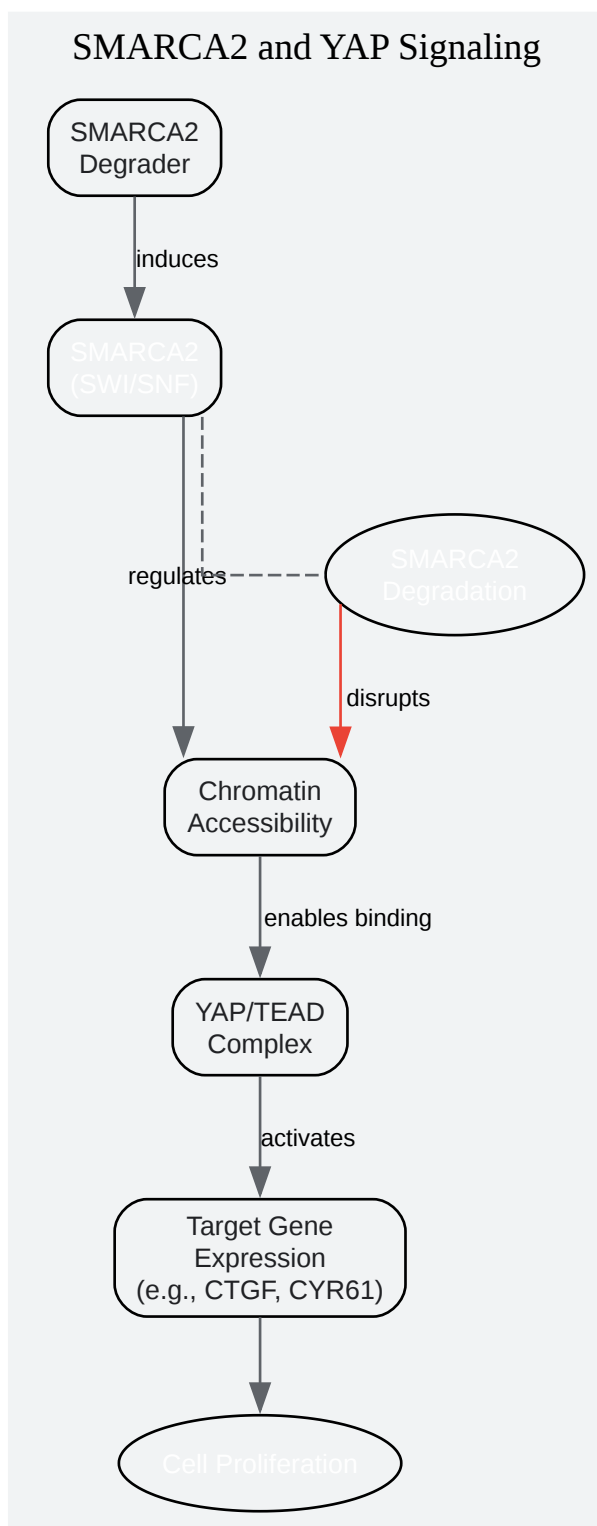 SMARCA2 and YAP Signaling
SMARCA2
Degrader
induces
SMARCA2
(SWI/SNF)
regulates
SMARCA2
Degradation
disrupts
Chromatin
Accessibility
enables binding
YAP/TEAD
Complex
activates
Target Gene
Expression
(e.g., CTGF, CYR61)
Cell Proliferation